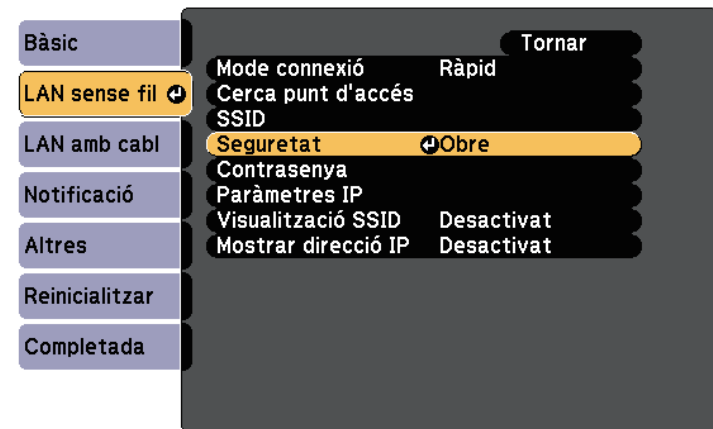 Bàsic
LAN sense fil
LAN amb cabl
Notificació
Altres
Reinicialitzar
Completada
Tornar
Mode connexió Ràpid
Cerca punt d'accés
SSID
Seguretat Obre
Contrasenya
Paràmetres IP
Visualització SSID Desactivat
Mostrar direcció IP Desactivat